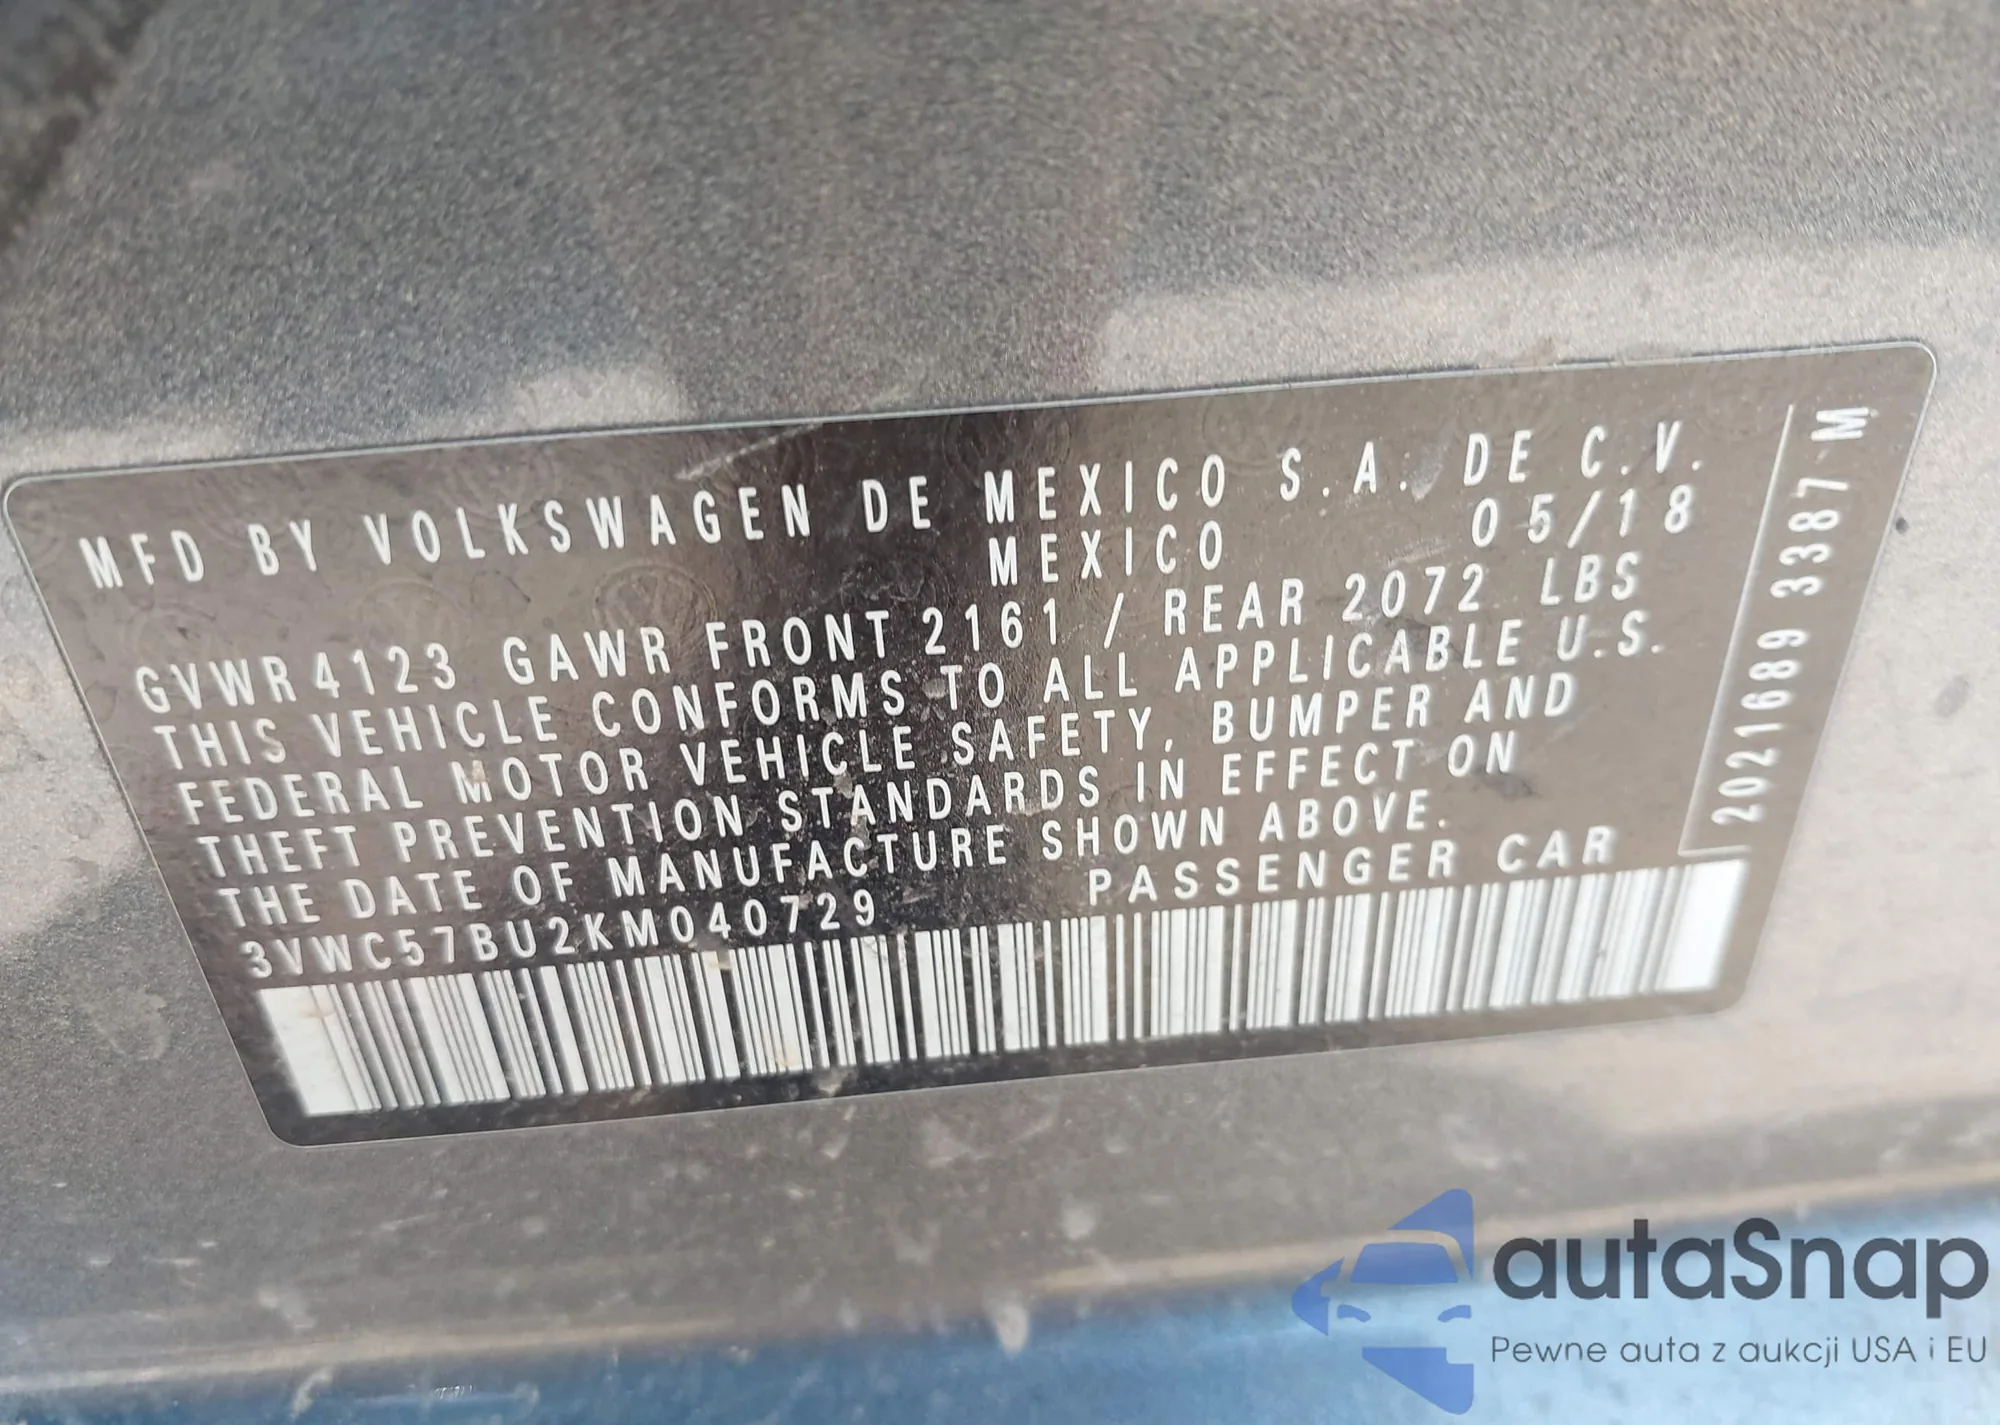 MFD BY VOLKSWAGEN DE MEXICO S.A. DE C.V.
MEXICO 05/18
GVWR 4123 GAWR FRONT 2161 / REAR 2072 LBS
THIS VEHICLE CONFORMS TO ALL APPLICABLE U.S.
FEDERAL MOTOR VEHICLE SAFETY, BUMPER AND
THEFT PREVENTION STANDARDS IN EFFECT ON
THE DATE OF MANUFACTURE SHOWN ABOVE.
3VWC57BU2KM040729 PASSENGER CAR
2021689 3387 M
autaSnap
Pewne auta z aukcji USA i EU